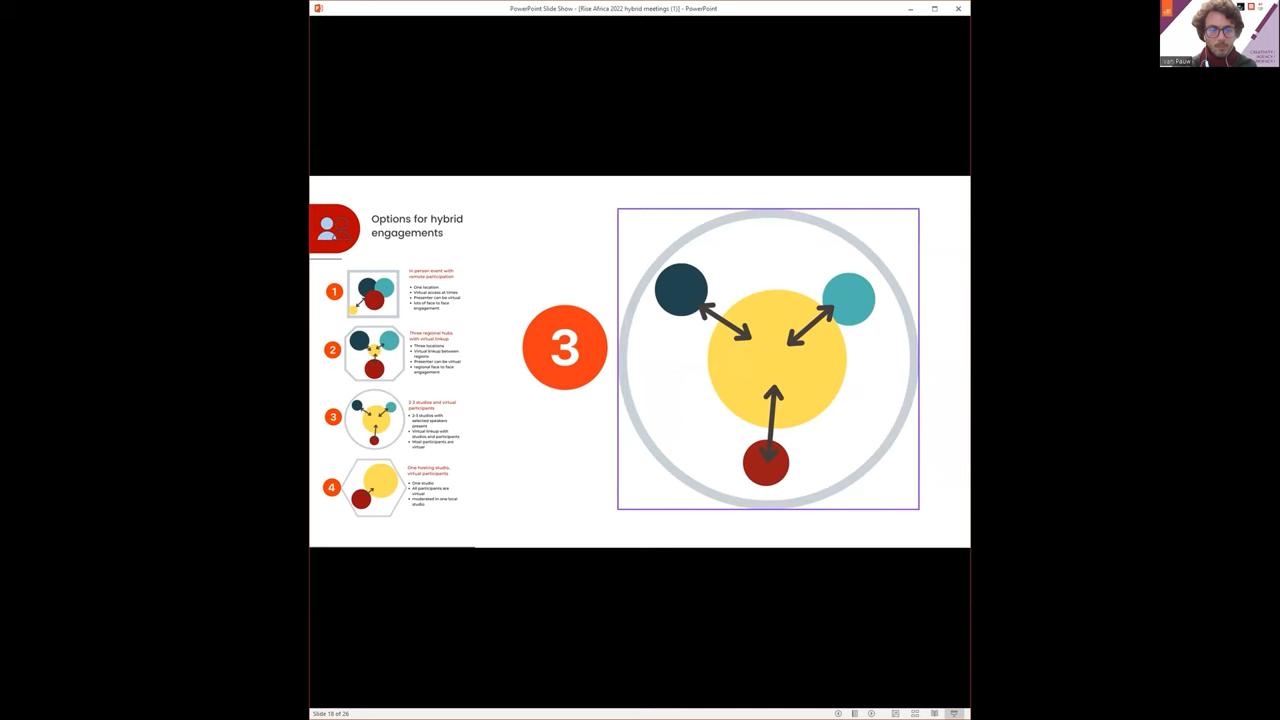 PowerPoint Slide Show - [Rise Africa 2022 hybrid meetings (1)] - PowerPoint
Options for hybrid
engagements
1
In person event with
remote participation
• One location
• Virtual access at times
• Presenter can be virtual
• lots of face to face
engagement
2
Three regional hubs
with virtual linkup
• Three locations
• Virtual linkup between
regions
• Presenter can be virtual
• regional face to face
engagement
3
2-3 studios and virtual
participants
• 2-3 studios with
selected speakers
present
• Virtual linkup with
studios and participants
• Most participants are
virtual
4
One hosting studio,
virtual participants
• One studio
• All participants are
virtual
• moderated in one local
studio
3
Slide 18 of 26
CREATIVITY |
AGENCY |
Pauw